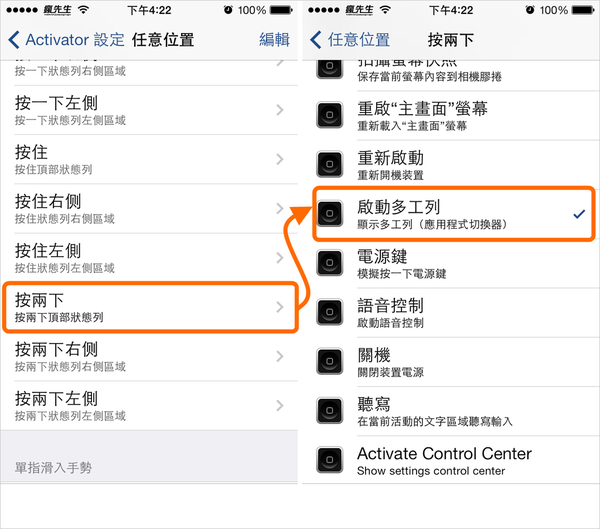 ●●●●● 瘋先生 下午4:22 100%
Activator 設定 任意位置 編輯
按一下狀態列右側區域
按一下左側
按一下狀態列左側區域
按住
按住頂部狀態列
按住右側
按住狀態列右側區域
按住左側
按住狀態列左側區域
按兩下
按兩下頂部狀態列
按兩下右側
按兩下狀態列右側區域
按兩下左側
按兩下狀態列左側區域
單指滑入手勢
●●●●● 瘋先生 下午4:22 100%
任意位置 按兩下
拍攝螢幕快照
保存當前螢幕內容到相機膠捲
重啟“主畫面”螢幕
重新載入“主畫面”螢幕
重新啟動
重新開機裝置
啟動多工列
顯示多工列（應用程式切換器）
電源鍵
模擬按一下電源鍵
語音控制
啟動語音控制
關機
關閉裝置電源
聽寫
在當前活動的文字區域聽寫輸入
Activate Control Center
Show settings control center